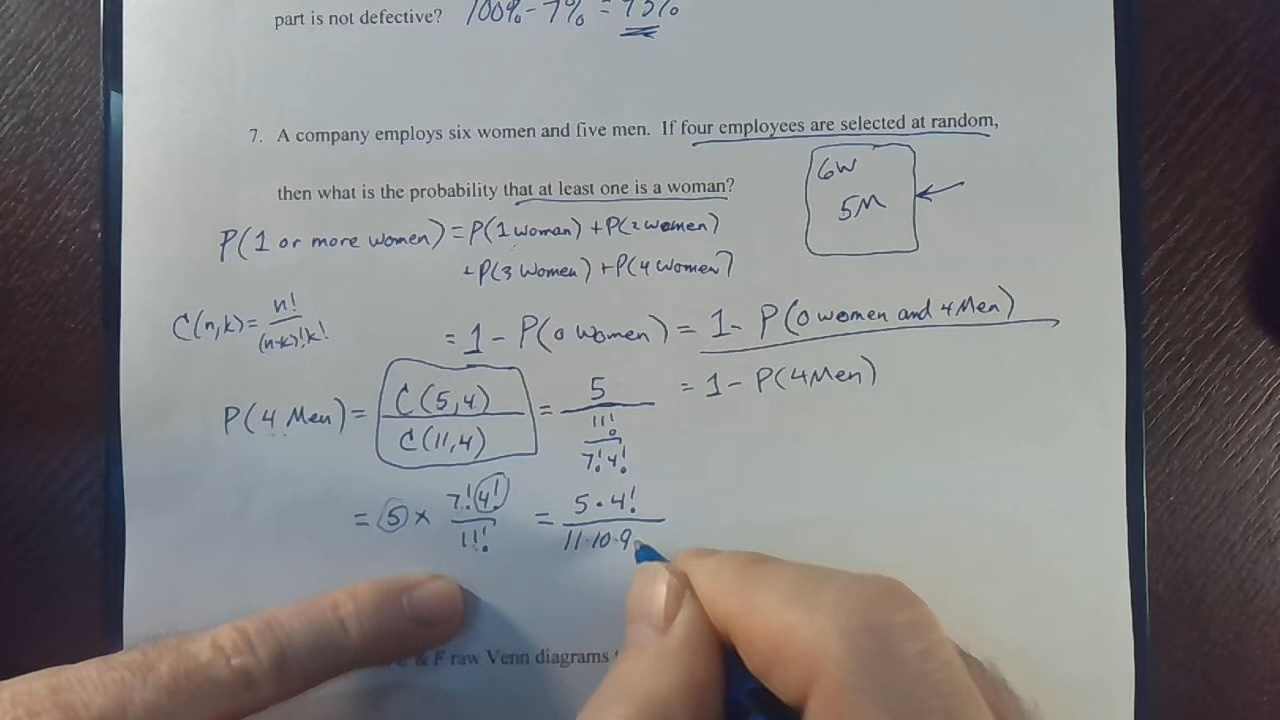 part is not defective? 100% - 7% = 93%
7. A company employs six women and five men. If four employees are selected at random,
then what is the probability that at least one is a woman?
6W
5M
P(1 or more women) = P(1 woman) + P(2 women)
+ P(3 women) + P(4 women)
C(n,k) = n!/(n-k)!k!
= 1 - P(0 women) = 1 - P(0 women and 4 Men)
= 1 - P(4 Men)
P(4 Men) = C(5,4)/C(11,4) = 5/(11!/7!4!)
= 5 × 7!4!/11! = 5·4!/11·10·9
& F raw Venn diagrams